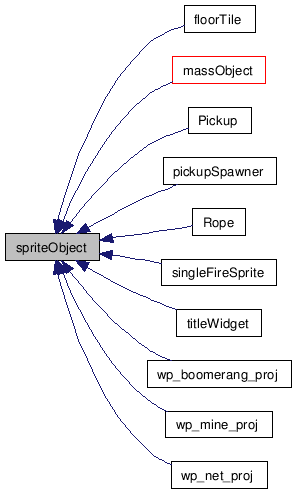 floorTile
massObject
Pickup
pickupSpawner
Rope
spriteObject
singleFireSprite
titleWidget
wp_boomerang_proj
wp_mine_proj
wp_net_proj